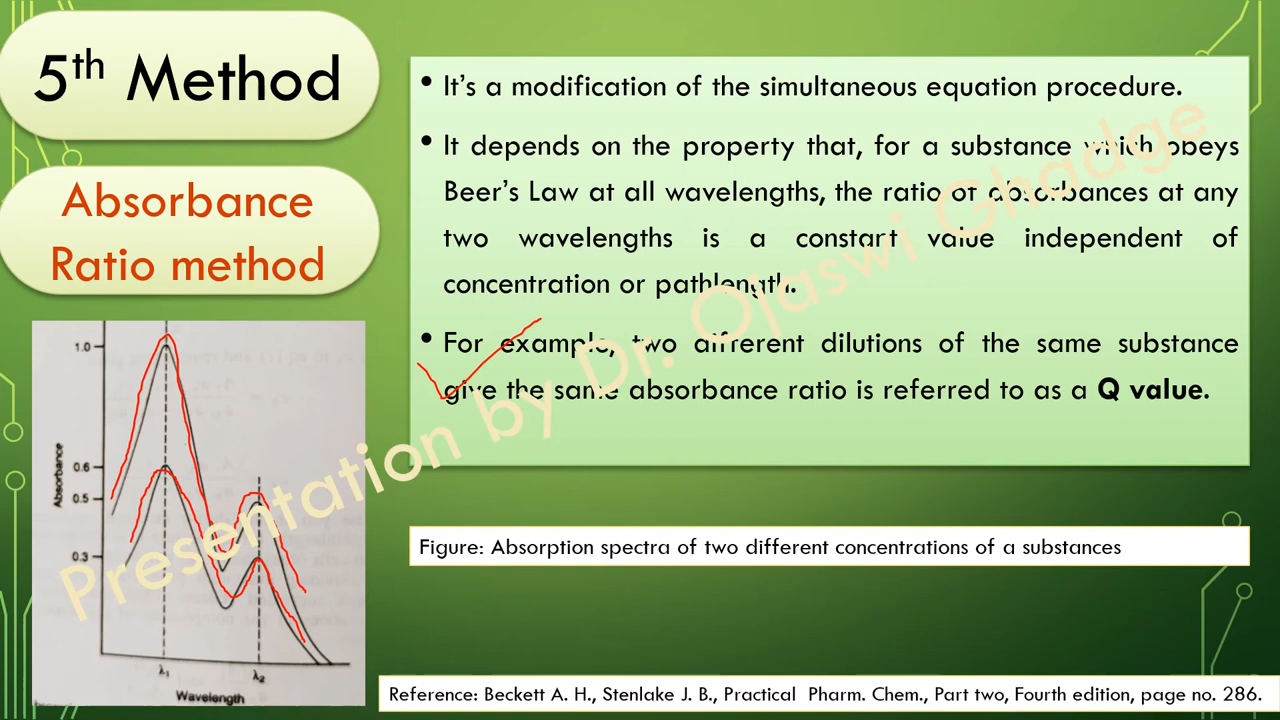 5th Method
Absorbance
Ratio method
• It's a modification of the simultaneous equation procedure.
• It depends on the property that, for a substance which obeys
Beer's Law at all wavelengths, the ratio of absorbances at any
two wavelengths is a constant value independent of
concentration or pathlength.
• For example, two different dilutions of the same substance
give the same absorbance ratio is referred to as a Q value.
Presentation by Dr. Ojaswi Ghadge
1.0
0.6
0.5
0.3
Absorbance
λ₁ λ₂
Wavelength
Figure: Absorption spectra of two different concentrations of a substances
Reference: Beckett A. H., Stenlake J. B., Practical Pharm. Chem., Part two, Fourth edition, page no. 286.